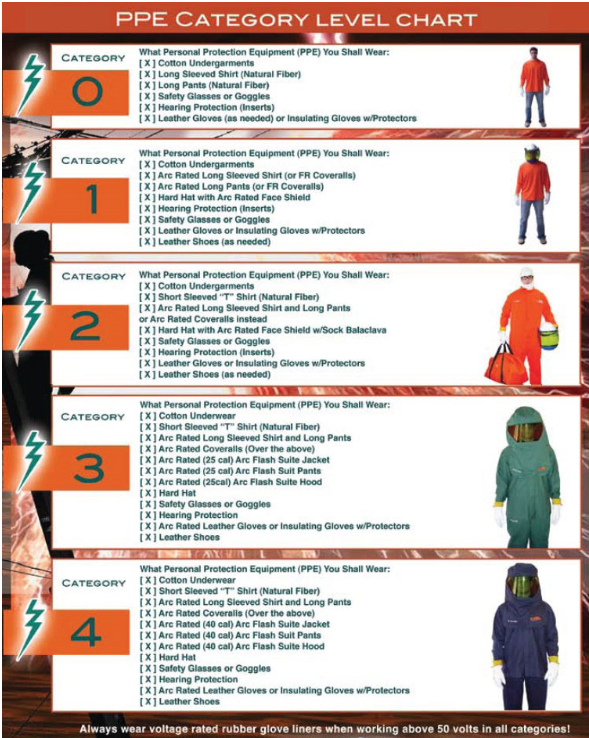 PPE CATEGORY LEVEL CHART
CATEGORY
0
What Personal Protection Equipment (PPE) You Shall Wear:
[ X ] Cotton Undergarments
[ X ] Long Sleeved Shirt (Natural Fiber)
[ X ] Long Pants (Natural Fiber)
[ X ] Safety Glasses or Goggles
[ X ] Hearing Protection (Inserts)
[ X ] Leather Gloves (as needed) or Insulating Gloves w/Protectors
CATEGORY
1
What Personal Protection Equipment (PPE) You Shall Wear:
[ X ] Cotton Undergarments
[ X ] Arc Rated Long Sleeved Shirt (or FR Coveralls)
[ X ] Arc Rated Long Pants (or FR Coveralls)
[ X ] Hard Hat with Arc Rated Face Shield
[ X ] Hearing Protection (Inserts)
[ X ] Safety Glasses or Goggles
[ X ] Leather Gloves or Insulating Gloves w/Protectors
[ X ] Leather Shoes (as needed)
CATEGORY
2
What Personal Protection Equipment (PPE) You Shall Wear:
[ X ] Cotton Undergarments
[ X ] Short Sleeved "T" Shirt (Natural Fiber)
[ X ] Arc Rated Long Sleeved Shirt and Long Pants
or Arc Rated Coveralls instead
[ X ] Hard Hat with Arc Rated Face Shield w/Sock Balaclava
[ X ] Safety Glasses or Goggles
[ X ] Hearing Protection (Inserts)
[ X ] Leather Gloves or Insulating Gloves w/Protectors
[ X ] Leather Shoes (as needed)
CATEGORY
3
What Personal Protection Equipment (PPE) You Shall Wear:
[ X ] Cotton Underwear
[ X ] Short Sleeved "T" Shirt (Natural Fiber)
[ X ] Arc Rated Long Sleeved Shirt and Long Pants
[ X ] Arc Rated Coveralls (Over the above)
[ X ] Arc Rated (25 cal) Arc Flash Suite Jacket
[ X ] Arc Rated (25 cal) Arc Flash Suit Pants
[ X ] Arc Rated (25cal) Arc Flash Suite Hood
[ X ] Hard Hat
[ X ] Safety Glasses or Goggles
[ X ] Hearing Protection
[ X ] Arc Rated Leather Gloves or Insulating Gloves w/Protectors
[ X ] Leather Shoes
CATEGORY
4
What Personal Protection Equipment (PPE) You Shall Wear:
[ X ] Cotton Underwear
[ X ] Short Sleeved "T" Shirt (Natural Fiber)
[ X ] Arc Rated Long Sleeved Shirt and Long Pants
[ X ] Arc Rated Coveralls (Over the above)
[ X ] Arc Rated (40 cal) Arc Flash Suite Jacket
[ X ] Arc Rated (40 cal) Arc Flash Suit Pants
[ X ] Arc Rated (40 cal) Arc Flash Suite Hood
[ X ] Hard Hat
[ X ] Safety Glasses or Goggles
[ X ] Hearing Protection
[ X ] Arc Rated Leather Gloves or Insulating Gloves w/Protectors
[ X ] Leather Shoes
Always wear voltage rated rubber glove liners when working above 50 volts in all categories!